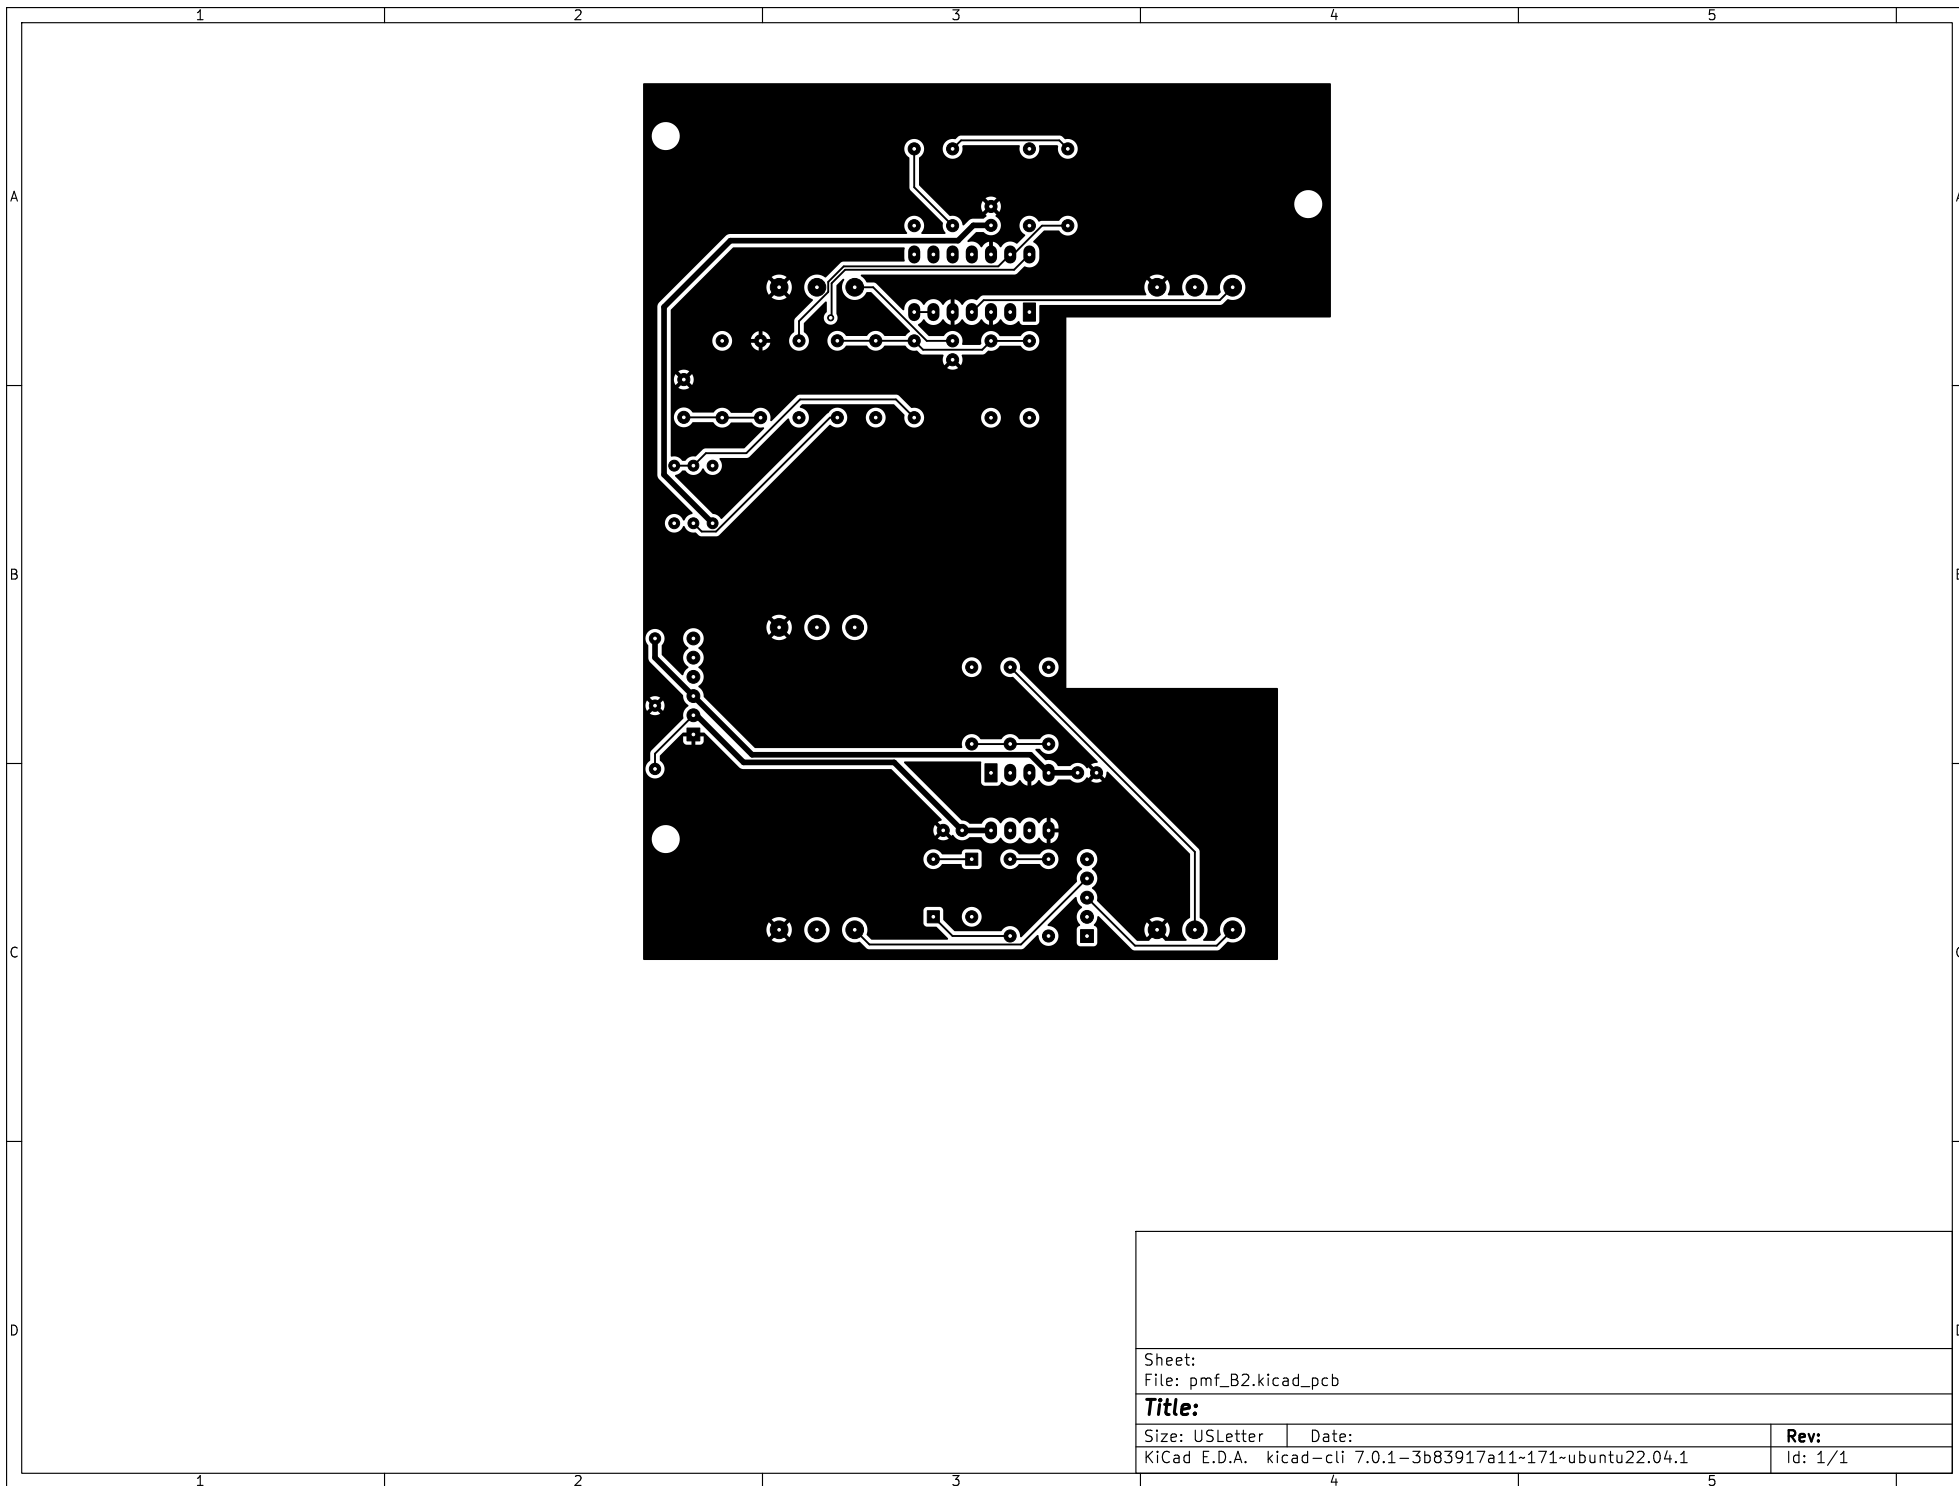 1 2 3 4 5
A
B
C
D
Sheet:
File: pmf_B2.kicad_pcb
Title:
Size: USLetter Date: Rev:
KiCad E.D.A. kicad-cli 7.0.1-3b83917a11~171~ubuntu22.04.1 Id: 1/1
1 2 3 4 5